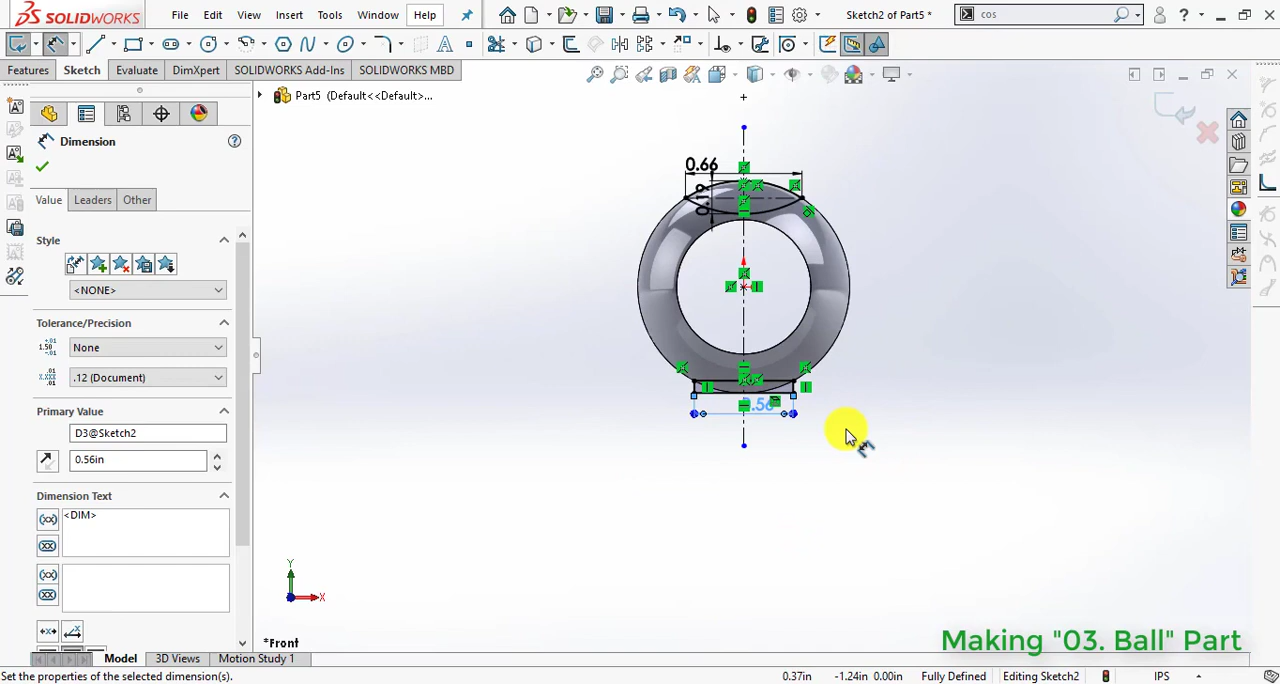 SOLIDWORKS File Edit View Insert Tools Window Help Sketch2 of Part5 * cos
Features Sketch Evaluate DimXpert SOLIDWORKS Add-Ins SOLIDWORKS MBD
Part5 (Default<<Default>...
Dimension
Value Leaders Other
Style
<NONE>
Tolerance/Precision
None
.12 (Document)
Primary Value
D3@Sketch2
0.56in
Dimension Text
<DIM>
0.66
0.19
Y
X
*Front
Making "03. Ball" Part
Model 3D Views Motion Study 1
Set the properties of the selected dimension(s). 0.37in -1.24in 0.00in Fully Defined Editing Sketch2 IPS